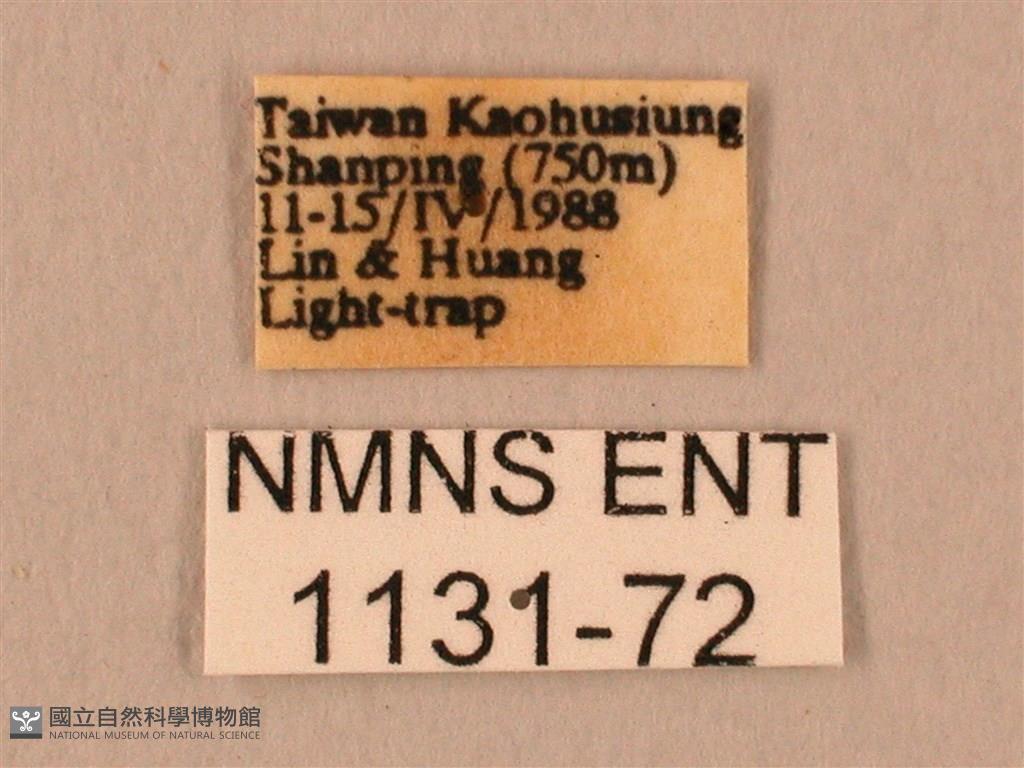 Taiwan Kaohusiung
Shanping (750m)
11-15/IV/1988
Lin & Huang
Light-trap
NMNS ENT
1131-72
國立自然科學博物館
NATIONAL MUSEUM OF NATURAL SCIENCE